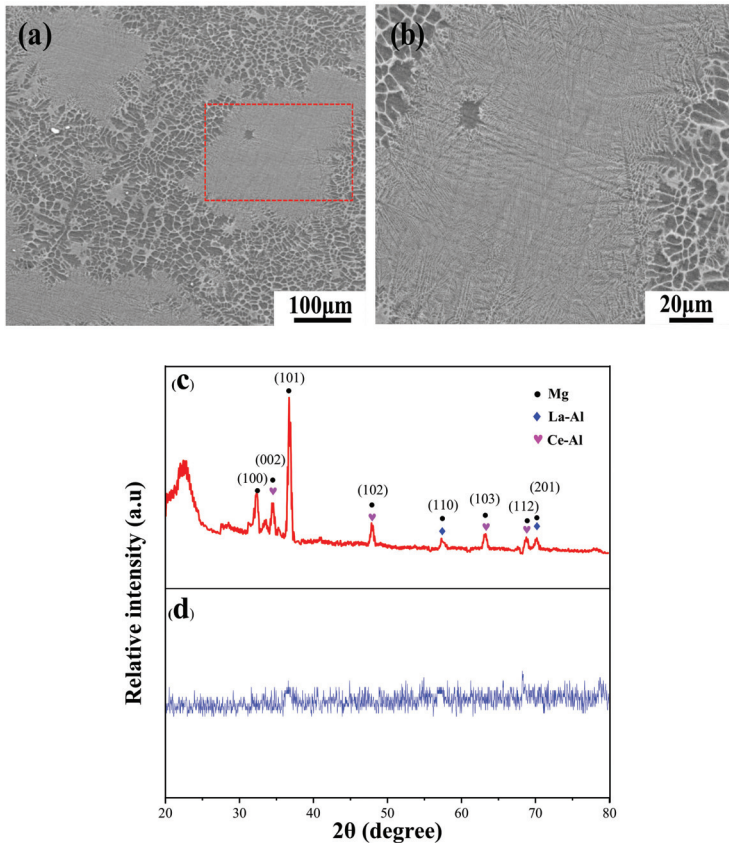 (a)
100μm
(b)
20μm
(c)
(101)
● Mg
♦ La-Al
♥ Ce-Al
(002)
(100)
(102)
(110)
(103)
(112)
(201)
(d)
Relative intensity (a.u)
20 30 40 50 60 70 80
2θ (degree)